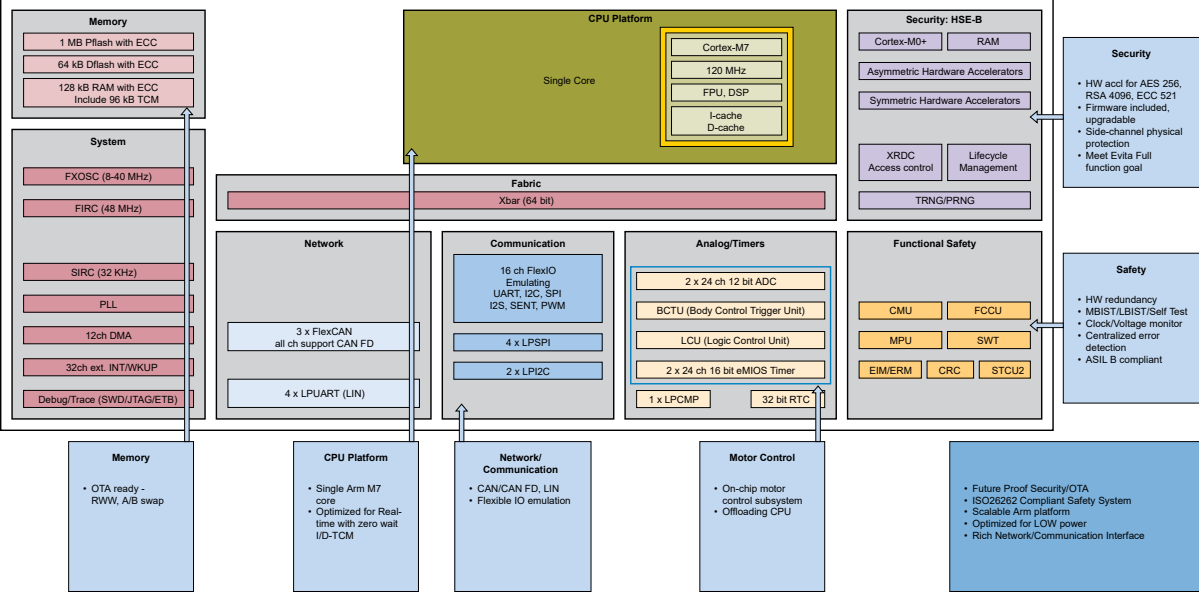 Memory
1 MB Pflash with ECC
64 kB Dflash with ECC
128 kB RAM with ECC
Include 96 kB TCM
System
FXOSC (8-40 MHz)
FIRC (48 MHz)
SIRC (32 KHz)
PLL
12ch DMA
32ch ext. INT/WKUP
Debug/Trace (SWD/JTAG/ETB)
CPU Platform
Single Core
Cortex-M7
120 MHz
FPU, DSP
I-cache
D-cache
Fabric
Xbar (64 bit)
Network
3 x FlexCAN
all ch support CAN FD
4 x LPUART (LIN)
Communication
16 ch FlexIO
Emulating
UART, I2C, SPI
I2S, SENT, PWM
4 x LPSPI
2 x LPI2C
Analog/Timers
2 x 24 ch 12 bit ADC
BCTU (Body Control Trigger Unit)
LCU (Logic Control Unit)
2 x 24 ch 16 bit eMIOS Timer
1 x LPCMP
32 bit RTC
Security: HSE-B
Cortex-M0+
RAM
Asymmetric Hardware Accelerators
Symmetric Hardware Accelerators
XRDC
Access control
Lifecycle
Management
TRNG/PRNG
Functional Safety
CMU
FCCU
MPU
SWT
EIM/ERM
CRC
STCU2
Security
• HW accl for AES 256,
RSA 4096, ECC 521
• Firmware included,
upgradable
• Side-channel physical
protection
• Meet Evita Full
function goal
Safety
• HW redundancy
• MBIST/LBIST/Self Test
• Clock/Voltage monitor
• Centralized error
detection
• ASIL B compliant
Memory
• OTA ready -
RWW, A/B swap
CPU Platform
• Single Arm M7
core
• Optimized for Real-
time with zero wait
I/D-TCM
Network/
Communication
• CAN/CAN FD, LIN
• Flexible IO emulation
Motor Control
• On-chip motor
control subsystem
• Offloading CPU
• Future Proof Security/OTA
• ISO26262 Compliant Safety System
• Scalable Arm platform
• Optimized for LOW power
• Rich Network/Communication Interface